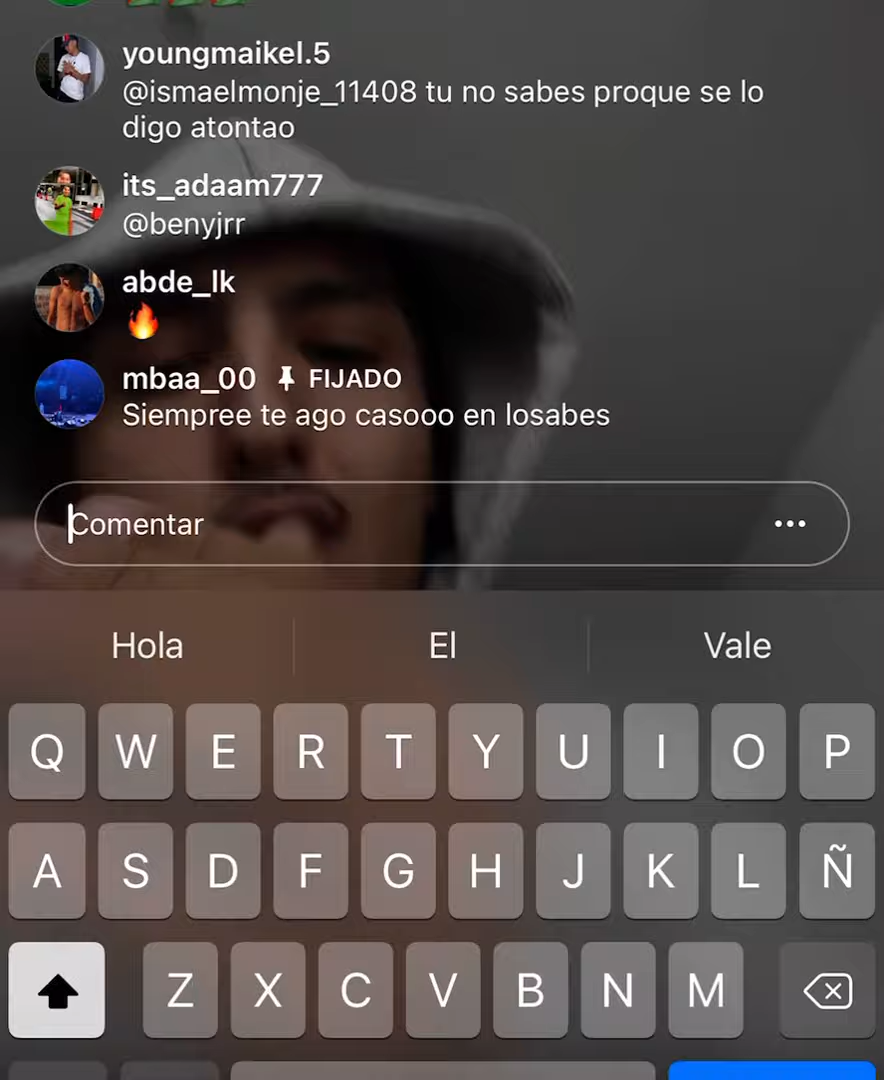 youngmaikel.5
@ismaelmonje_11408 tu no sabes proque se lo
digo atontao
its_adaam777
@benyjrr
abde_lk
🔥
mbaa_00 📌 FIJADO
Siempree te ago casooo en losabes
Comentar
Hola El Vale
Q W E R T Y U I O P
A S D F G H J K L Ñ
Z X C V B N M